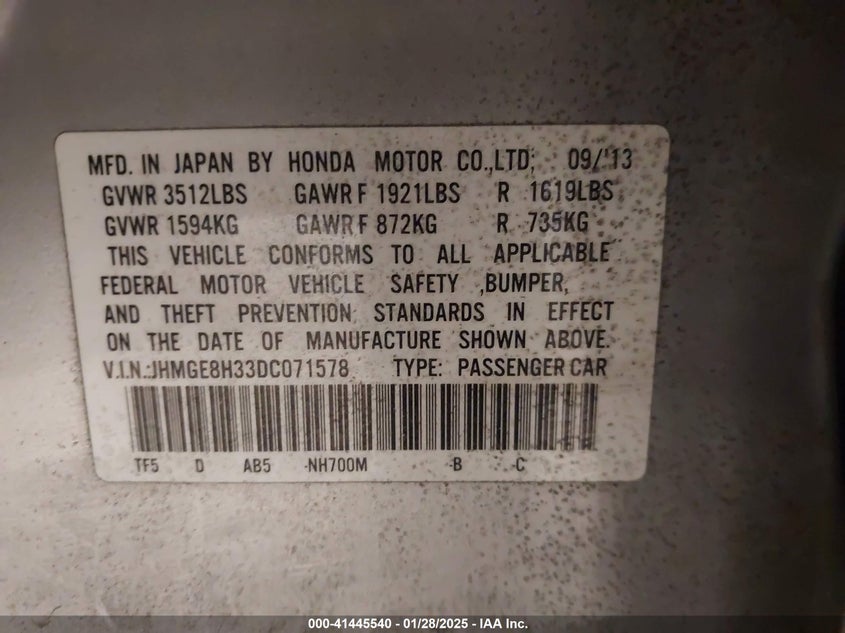 MFD. IN JAPAN BY HONDA MOTOR CO.,LTD; 09/'13
GVWR 3512LBS GAWR F 1921LBS R 1619LBS
GVWR 1594KG GAWR F 872KG R 735KG
THIS VEHICLE CONFORMS TO ALL APPLICABLE
FEDERAL MOTOR VEHICLE SAFETY ,BUMPER,
AND THEFT PREVENTION STANDARDS IN EFFECT
ON THE DATE OF MANUFACTURE SHOWN ABOVE.
V.I.N.:JHMGE8H33DC071578 TYPE: PASSENGER CAR
TF5 D AB5 -NH700M -B -C
000-41445540 - 01/28/2025 - IAA Inc.